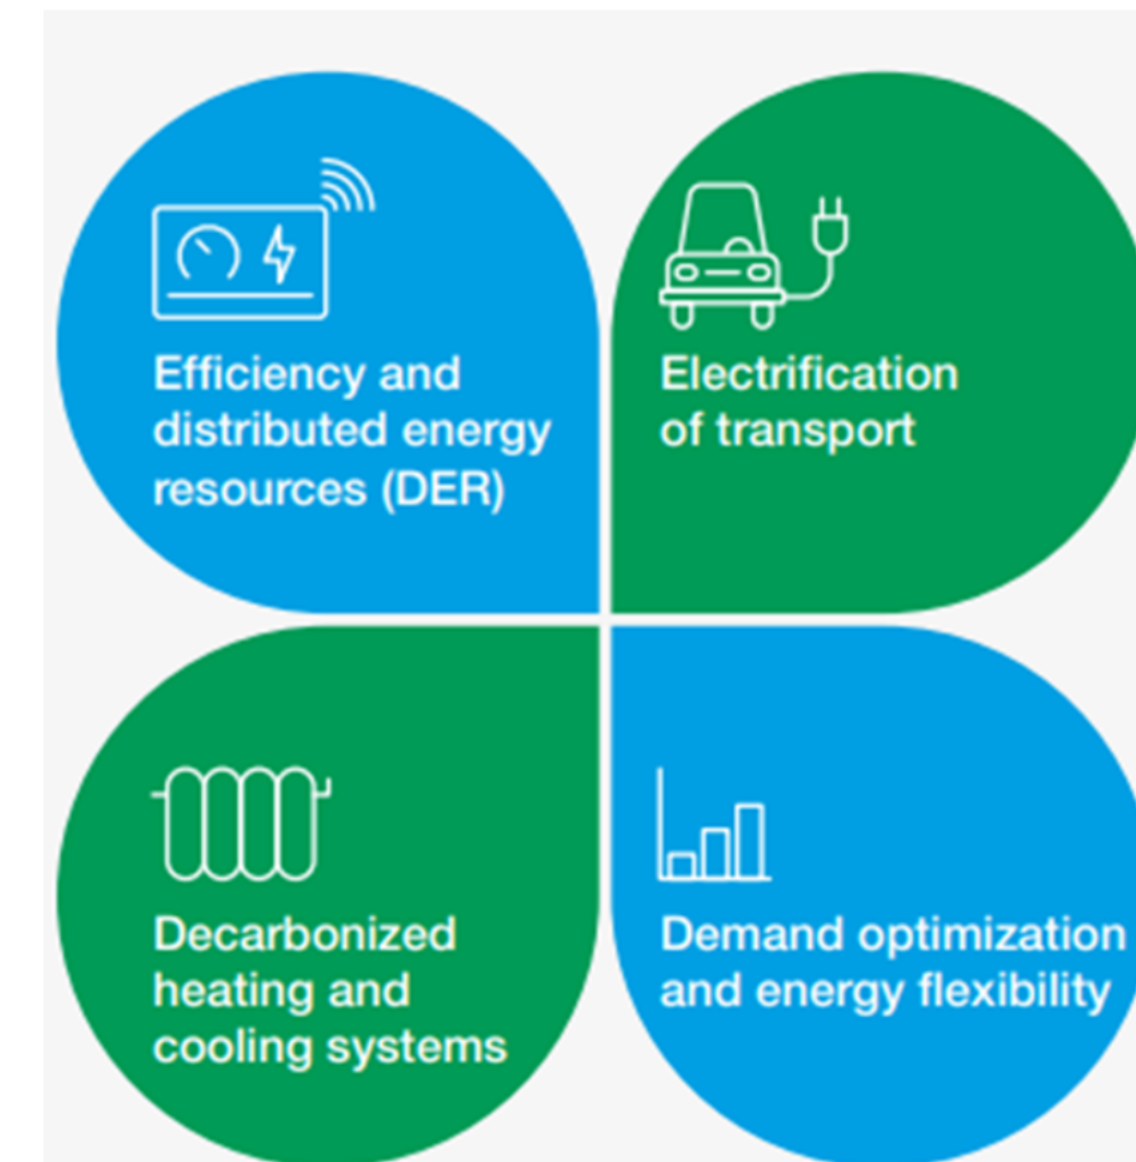 Efficiency and
distributed energy
resources (DER)
Electrification
of transport
Decarbonized
heating and
cooling systems
Demand optimization
and energy flexibility